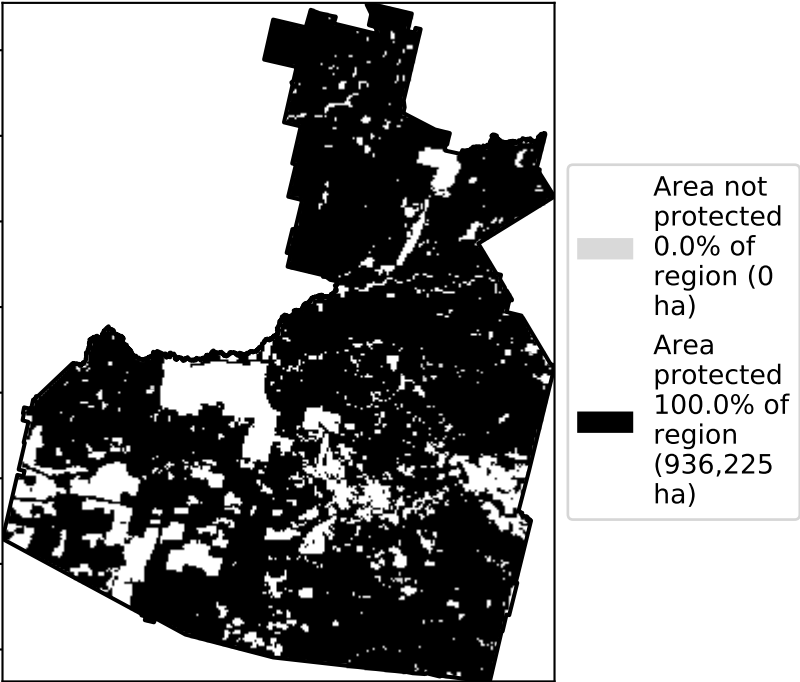 Area not
protected
0.0% of
region (0
ha)
Area
protected
100.0% of
region
(936,225
ha)